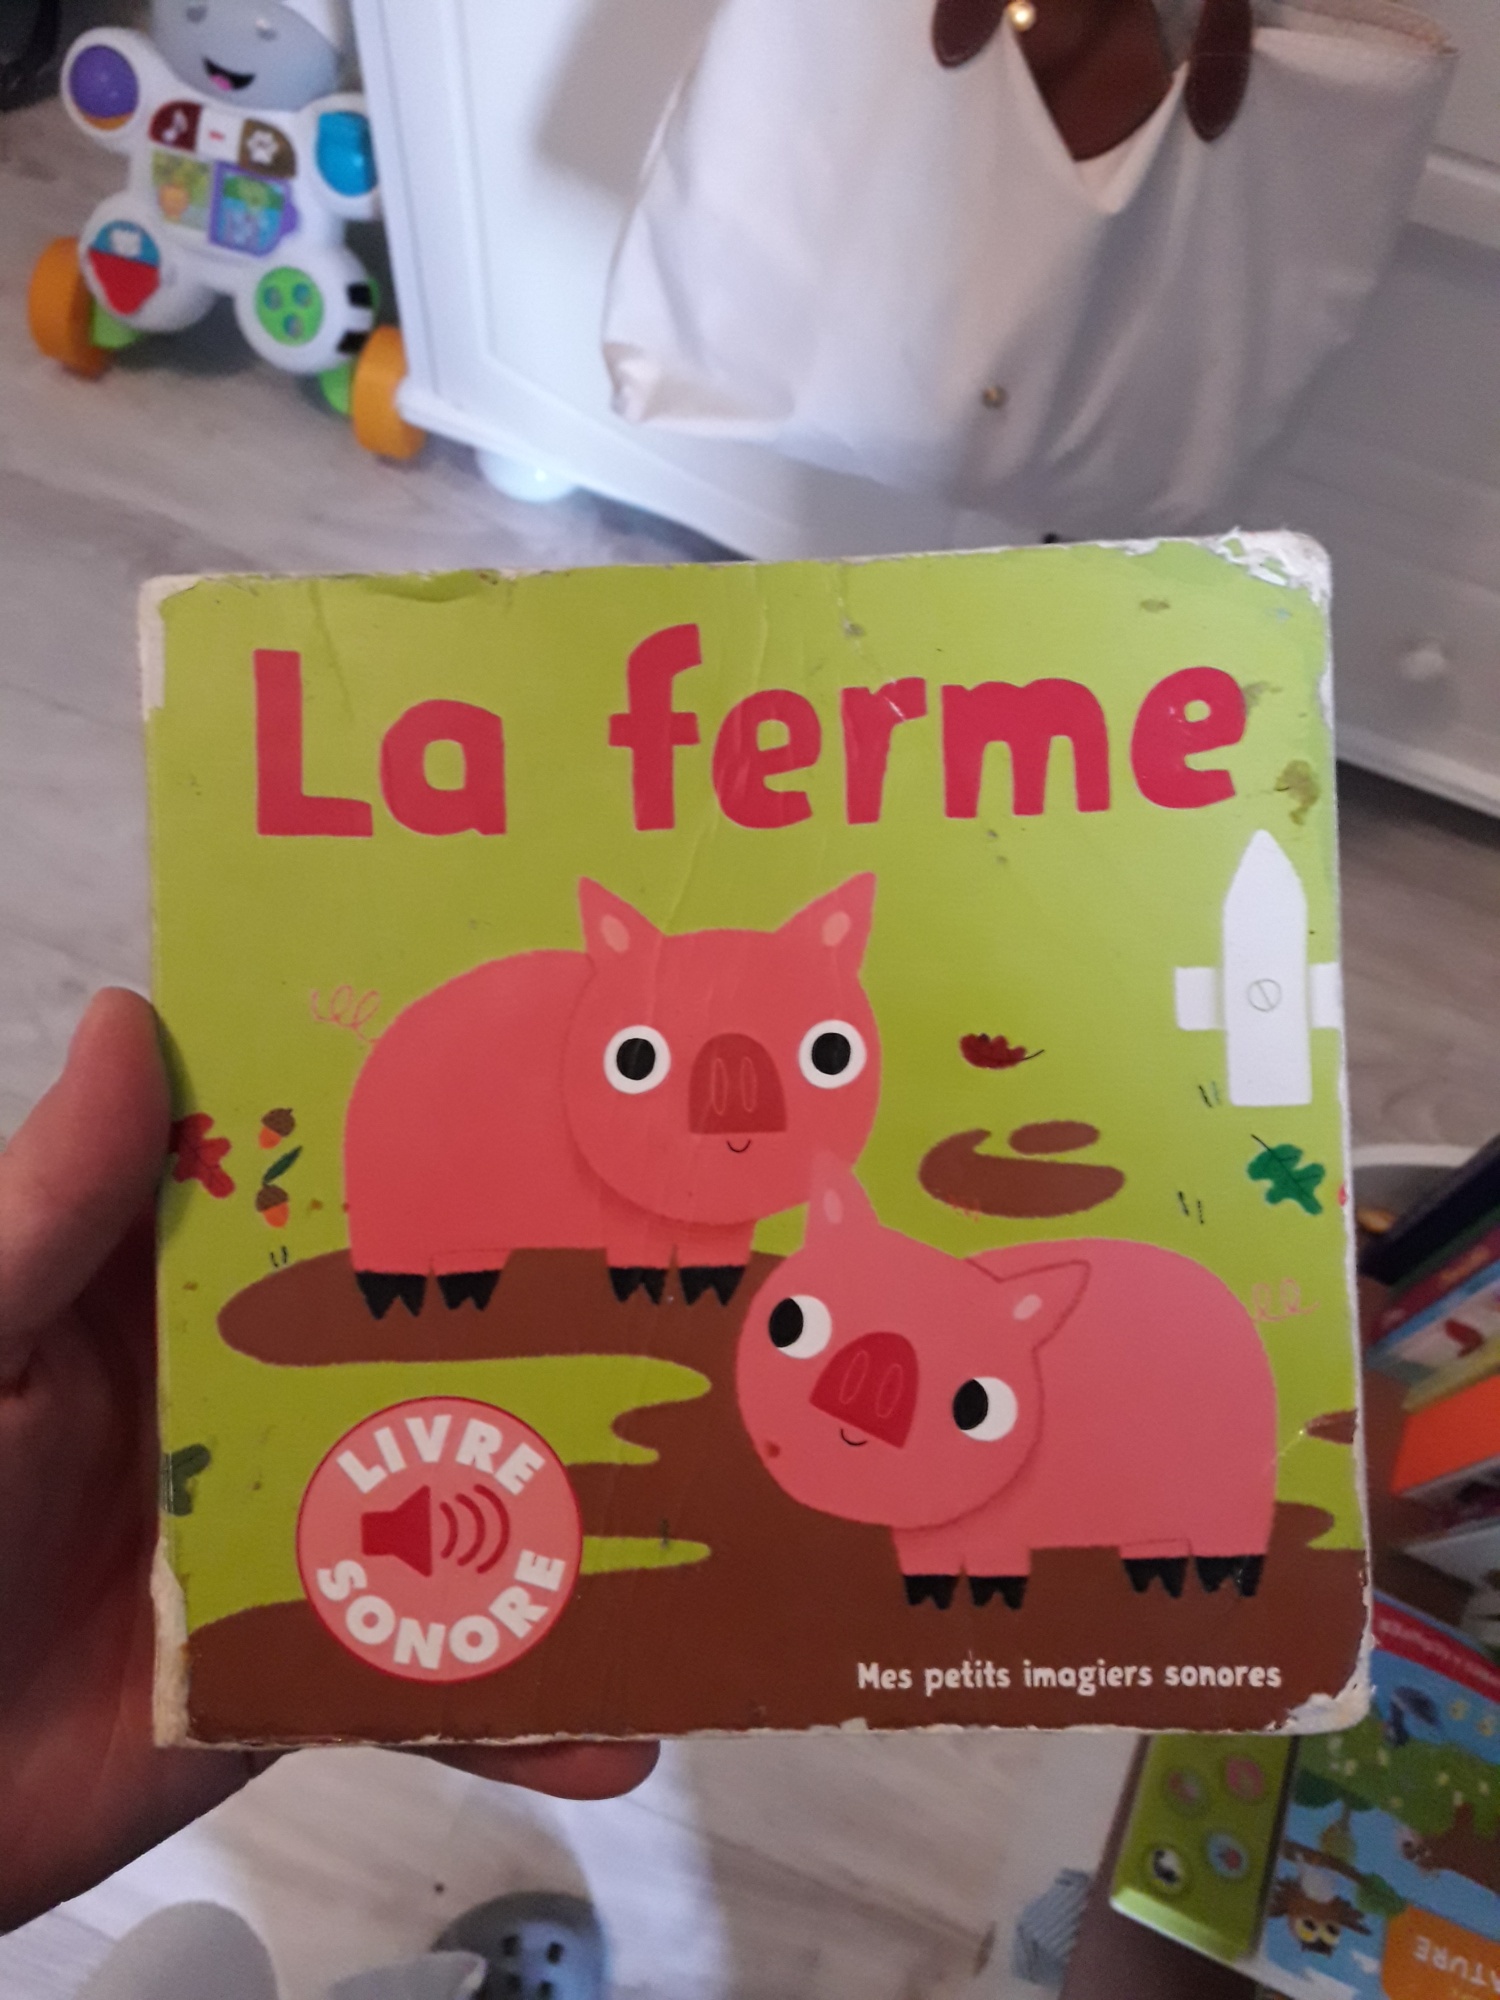 La ferme
LIVRE
SONORE
Mes petits imagiers sonores